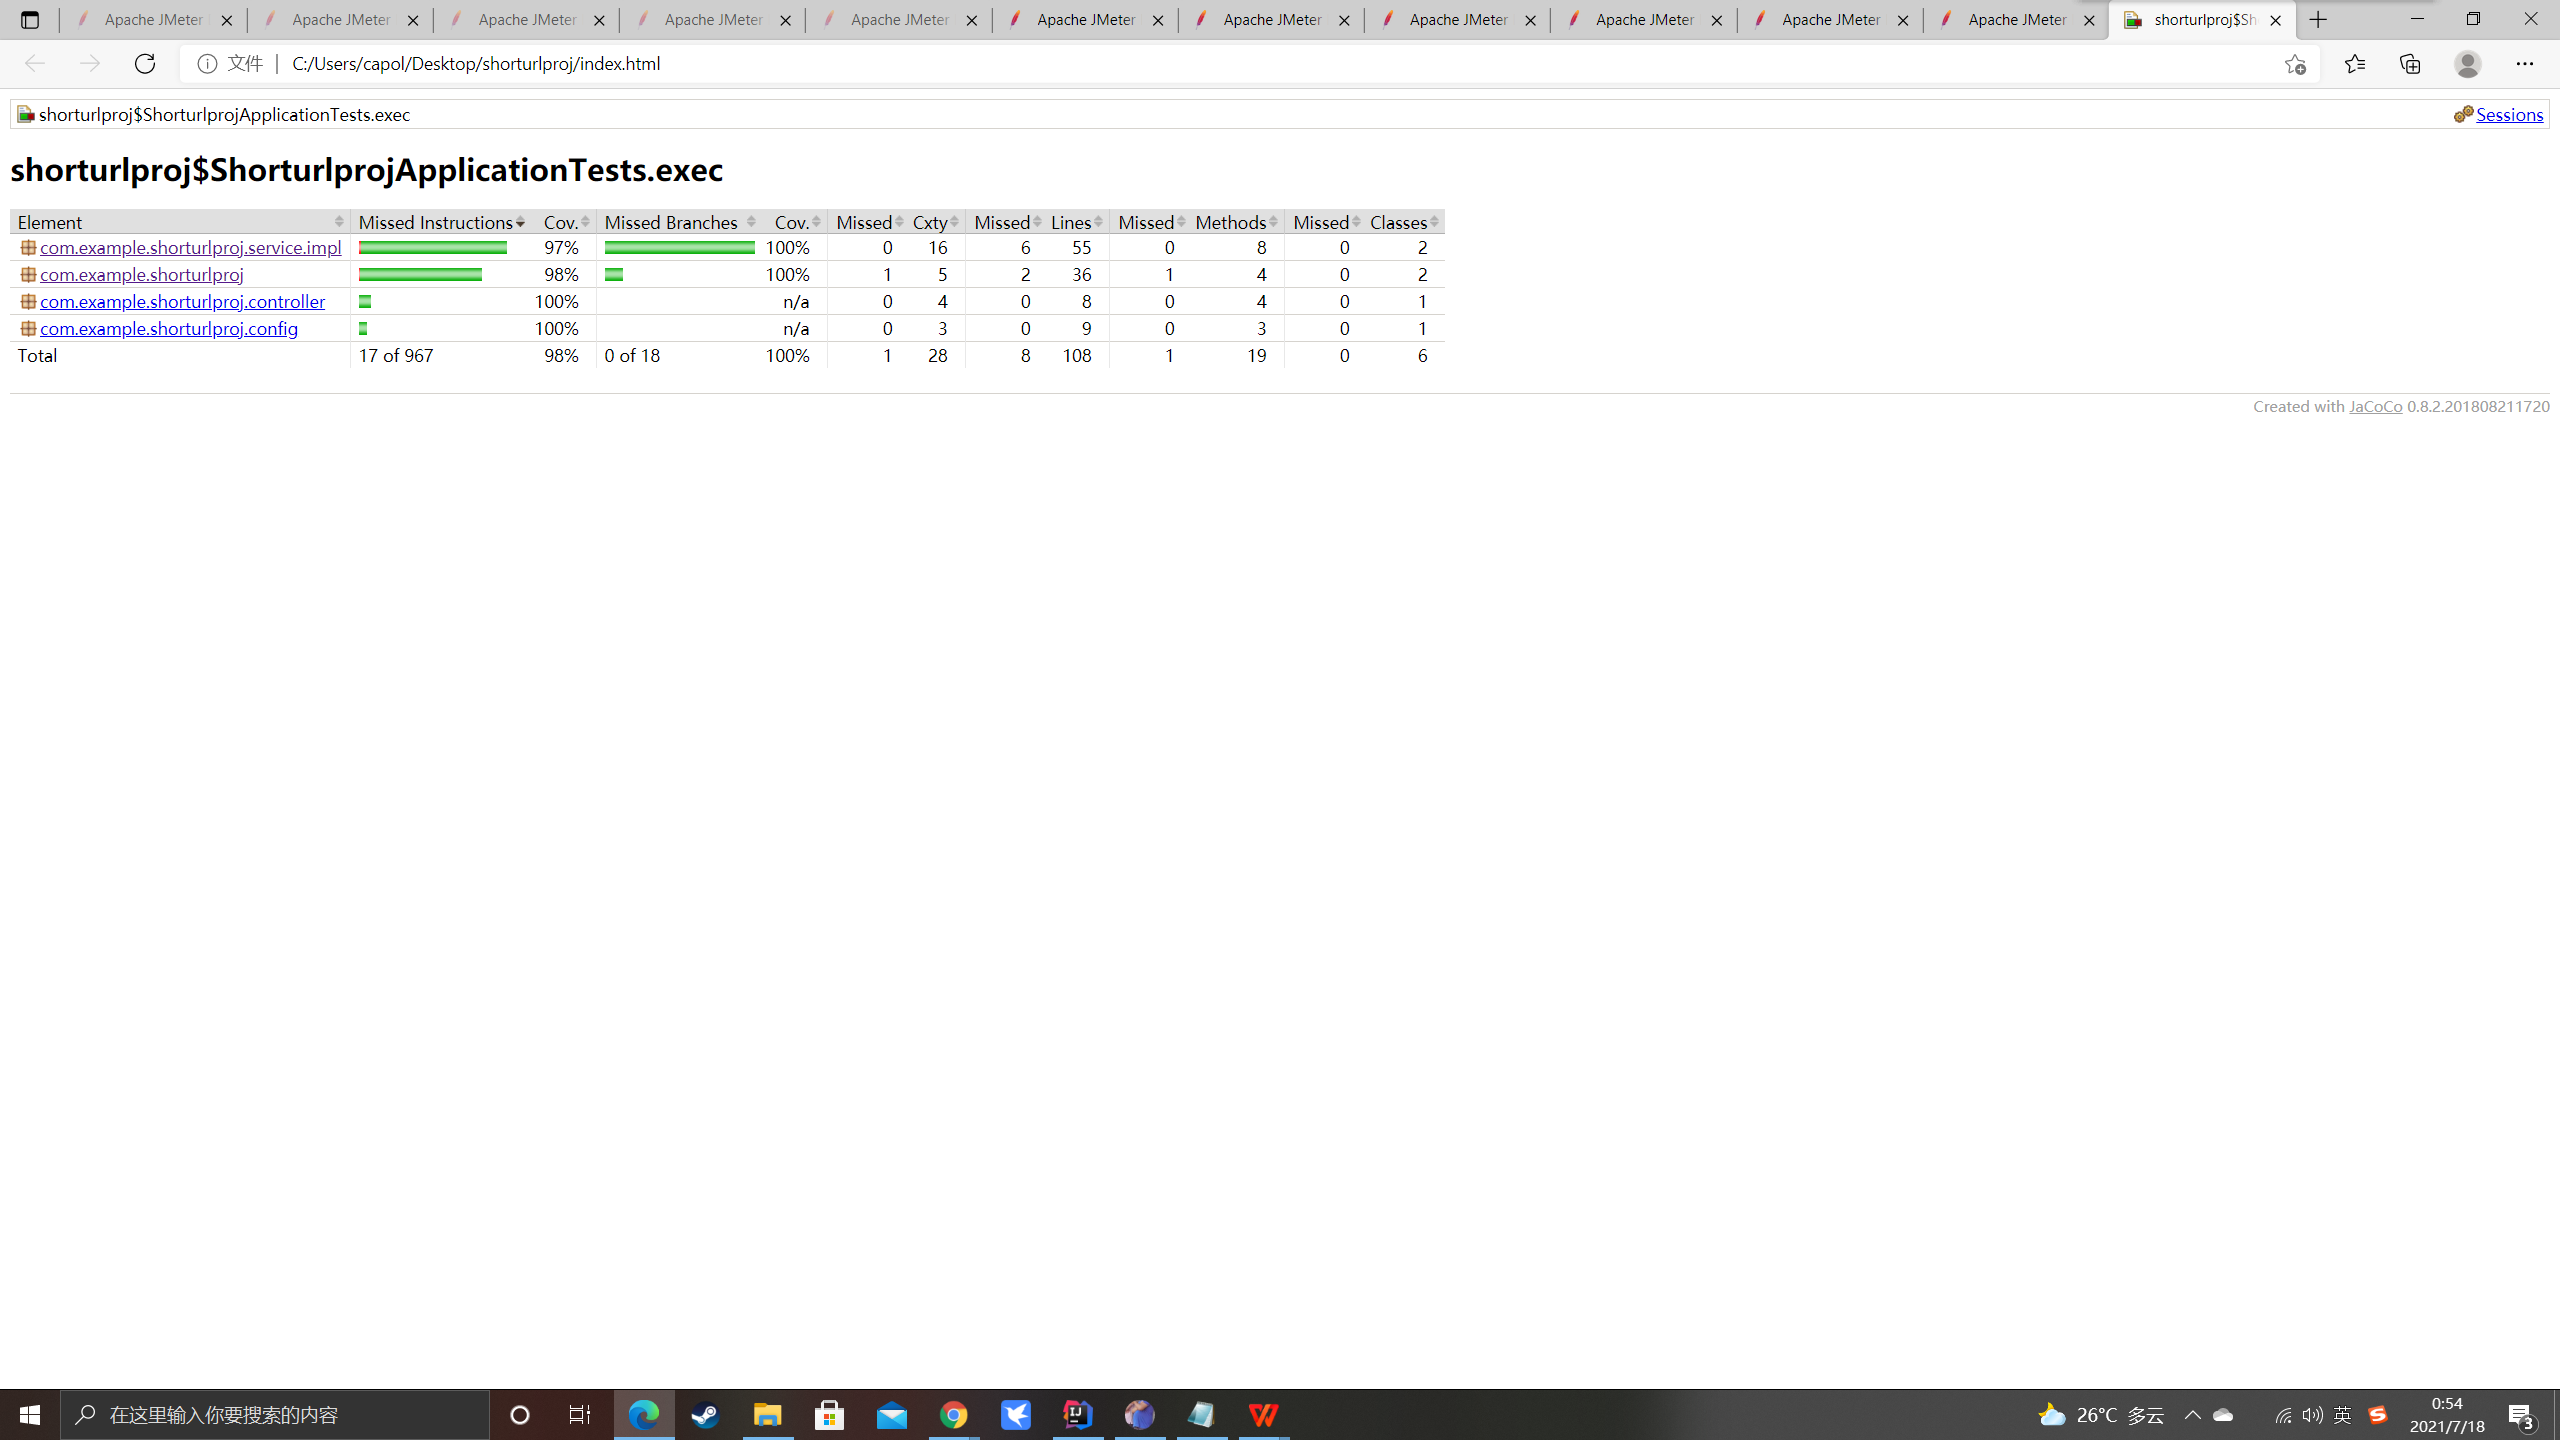 Apache JMeter Apache JMeter Apache JMeter Apache JMeter Apache JMeter Apache JMeter Apache JMeter Apache JMeter Apache JMeter Apache JMeter Apache JMeter shorturlproj$Sh
文件 C:/Users/capol/Desktop/shorturlproj/index.html
shorturlproj$ShorturlprojApplicationTests.exec Sessions
shorturlproj$ShorturlprojApplicationTests.exec
Element Missed Instructions Cov. Missed Branches Cov. Missed Cxty Missed Lines Missed Methods Missed Classes
com.example.shorturlproj.service.impl 97% 100% 0 16 6 55 0 8 0 2
com.example.shorturlproj 98% 100% 1 5 2 36 1 4 0 2
com.example.shorturlproj.controller 100% n/a 0 4 0 8 0 4 0 1
com.example.shorturlproj.config 100% n/a 0 3 0 9 0 3 0 1
Total 17 of 967 98% 0 of 18 100% 1 28 8 108 1 19 0 6
Created with JaCoCo 0.8.2.201808211720
在这里输入你要搜索的内容 26°C 多云 英 0:54
2021/7/18 3